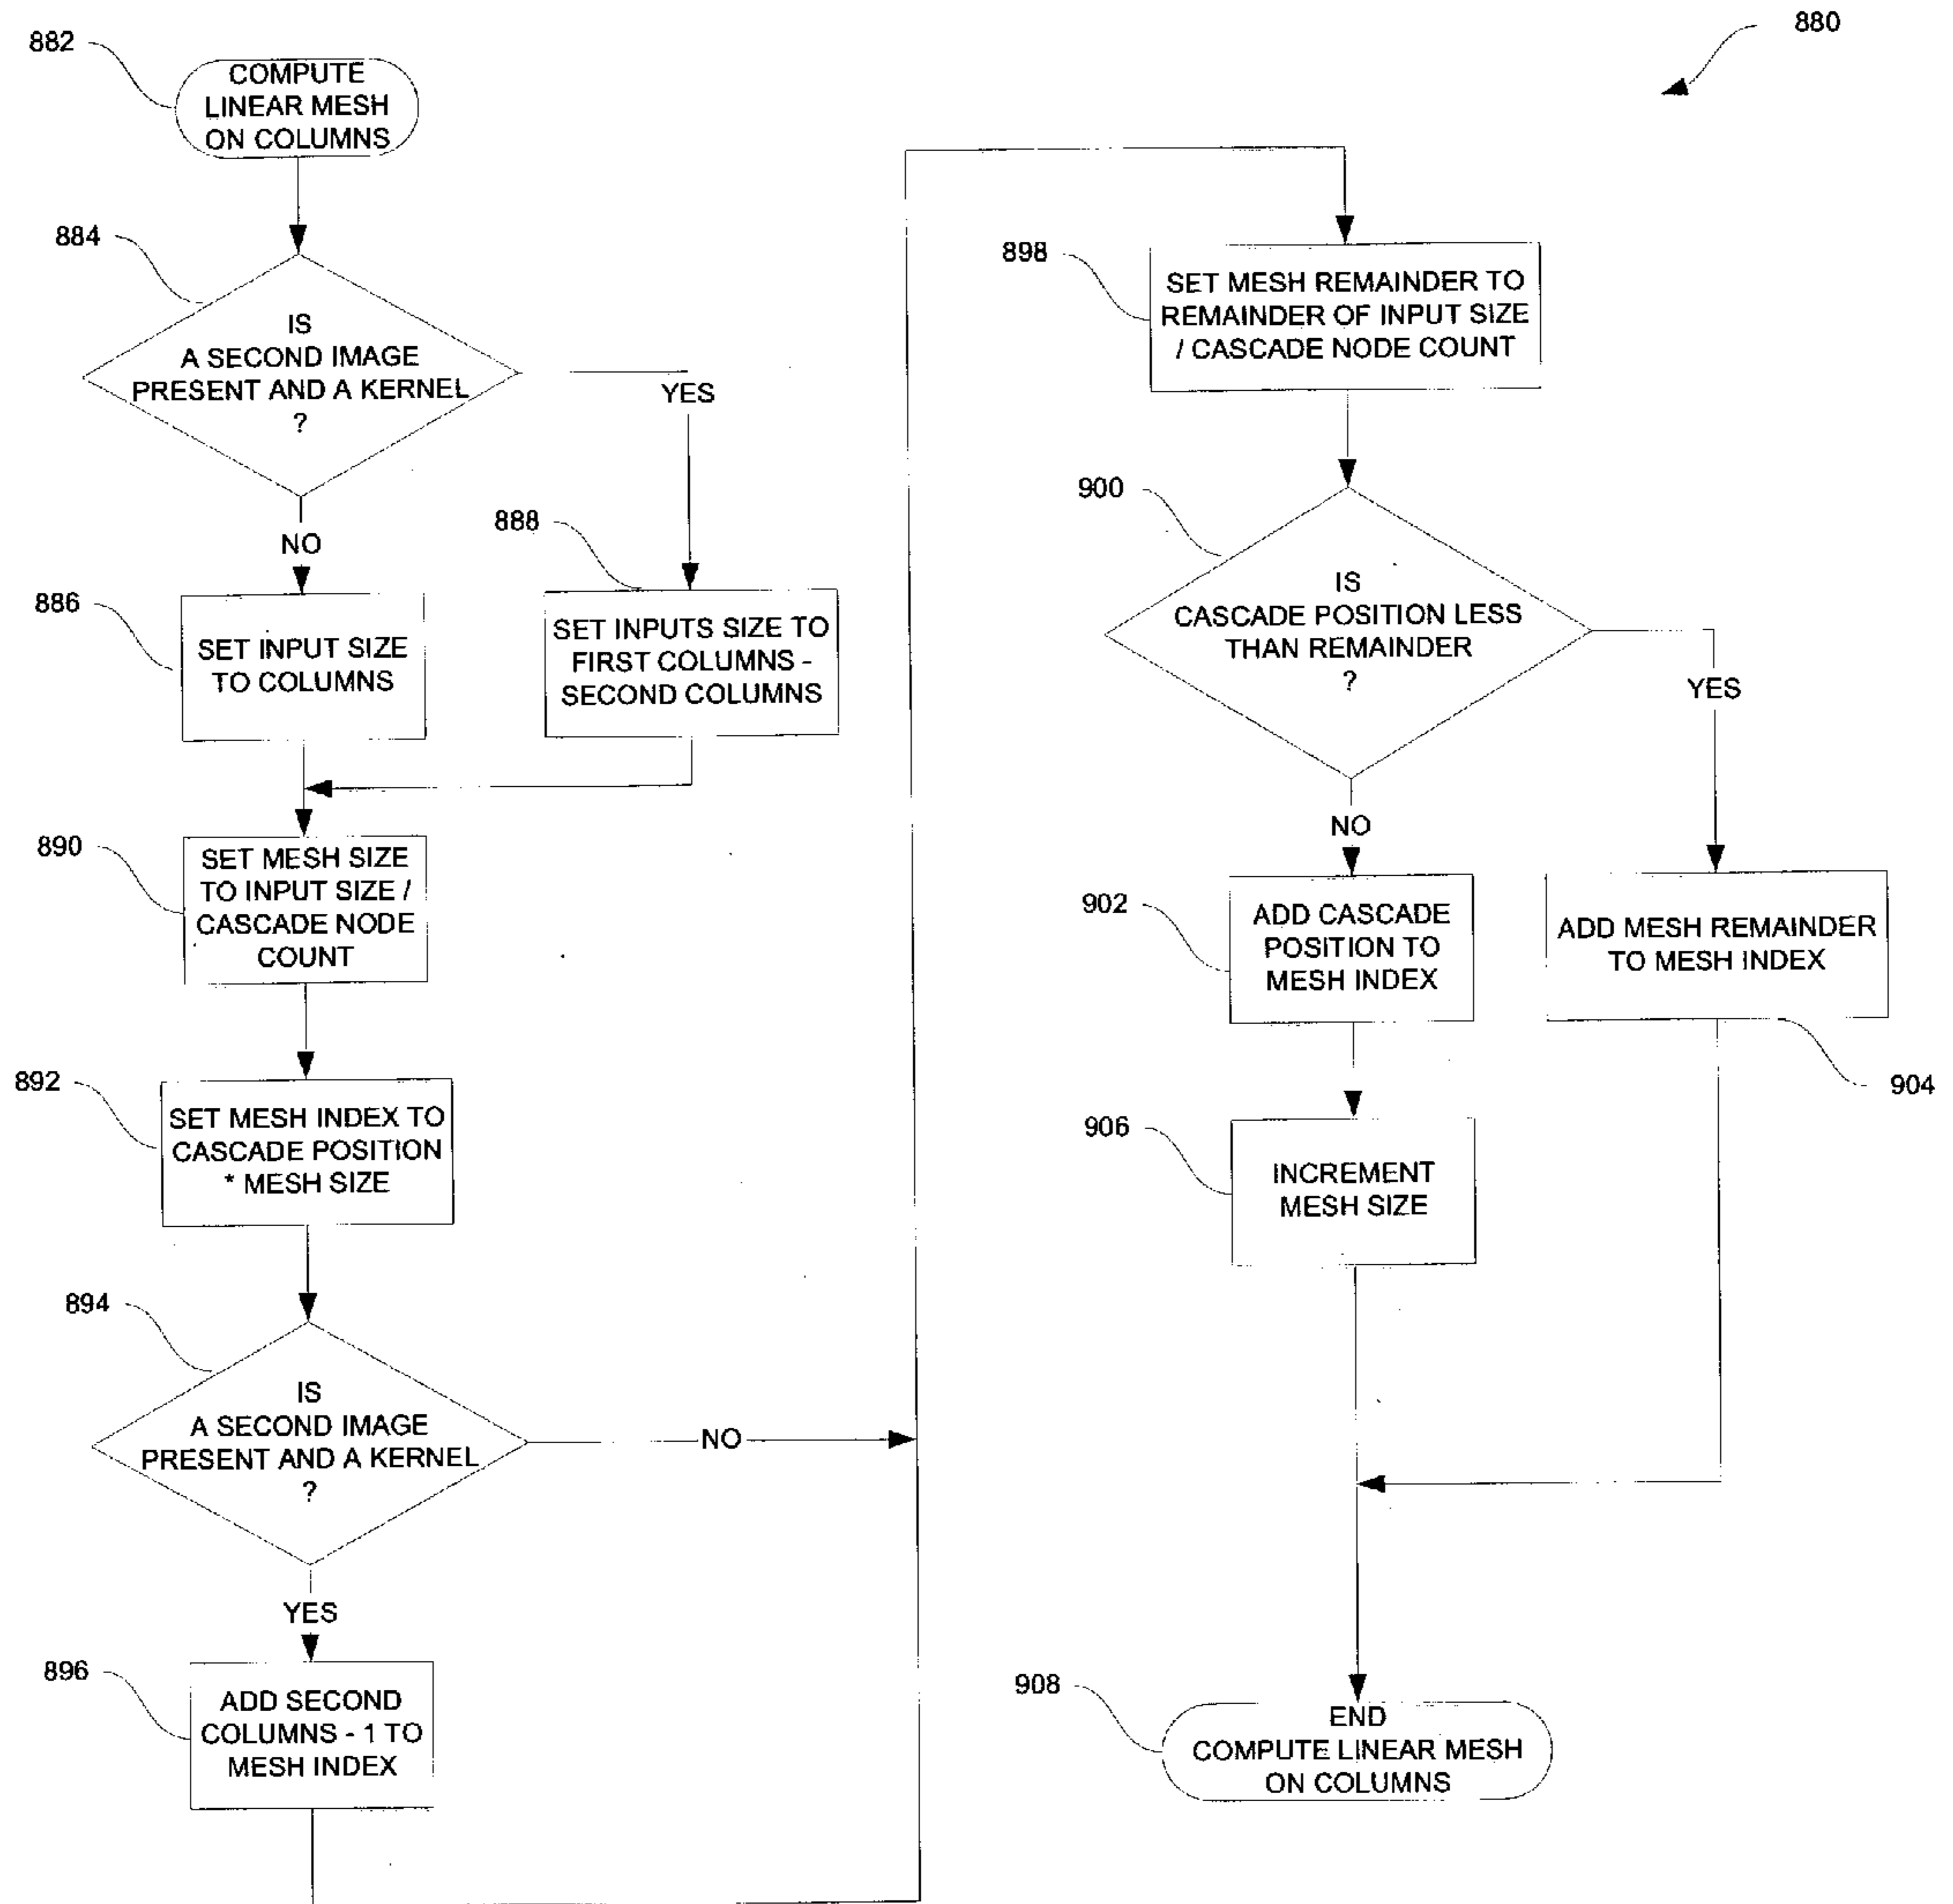 880
882
COMPUTE
LINEAR MESH
ON COLUMNS
884
IS
A SECOND IMAGE
PRESENT AND A KERNEL
?
YES
NO
886
SET INPUT SIZE
TO COLUMNS
888
SET INPUTS SIZE TO
FIRST COLUMNS -
SECOND COLUMNS
890
SET MESH SIZE
TO INPUT SIZE /
CASCADE NODE
COUNT
892
SET MESH INDEX TO
CASCADE POSITION
* MESH SIZE
894
IS
A SECOND IMAGE
PRESENT AND A KERNEL
?
NO
YES
896
ADD SECOND
COLUMNS - 1 TO
MESH INDEX
898
SET MESH REMAINDER TO
REMAINDER OF INPUT SIZE
/ CASCADE NODE COUNT
900
IS
CASCADE POSITION LESS
THAN REMAINDER
?
YES
NO
902
ADD CASCADE
POSITION TO
MESH INDEX
ADD MESH REMAINDER
TO MESH INDEX
904
906
INCREMENT
MESH SIZE
908
END
COMPUTE LINEAR MESH
ON COLUMNS